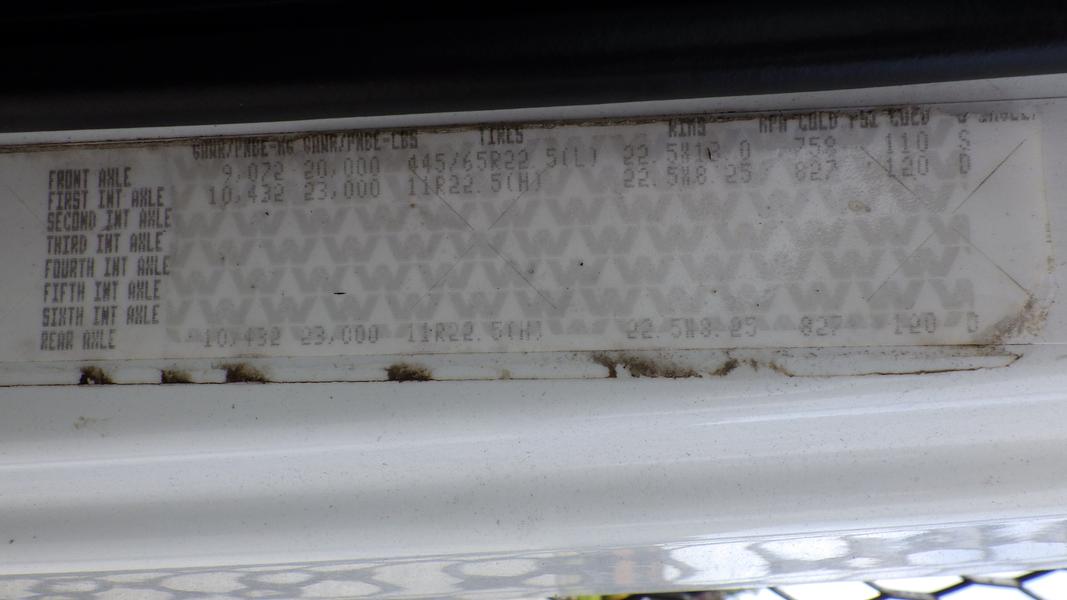 GAWR/PNBE-KG GAWR/PNBE-LBS TIRES RIMS KPA COLD PSI COLD
FRONT AXLE 9,072 20,000 445/65R22.5(L) 22.5X13.0 758 110 S
FIRST INT AXLE 10,432 23,000 11R22.5(H) 22.5X8.25 827 120 D
SECOND INT AXLE
THIRD INT AXLE
FOURTH INT AXLE
FIFTH INT AXLE
SIXTH INT AXLE
REAR AXLE 10,432 23,000 11R22.5(H) 22.5X8.25 827 120 D